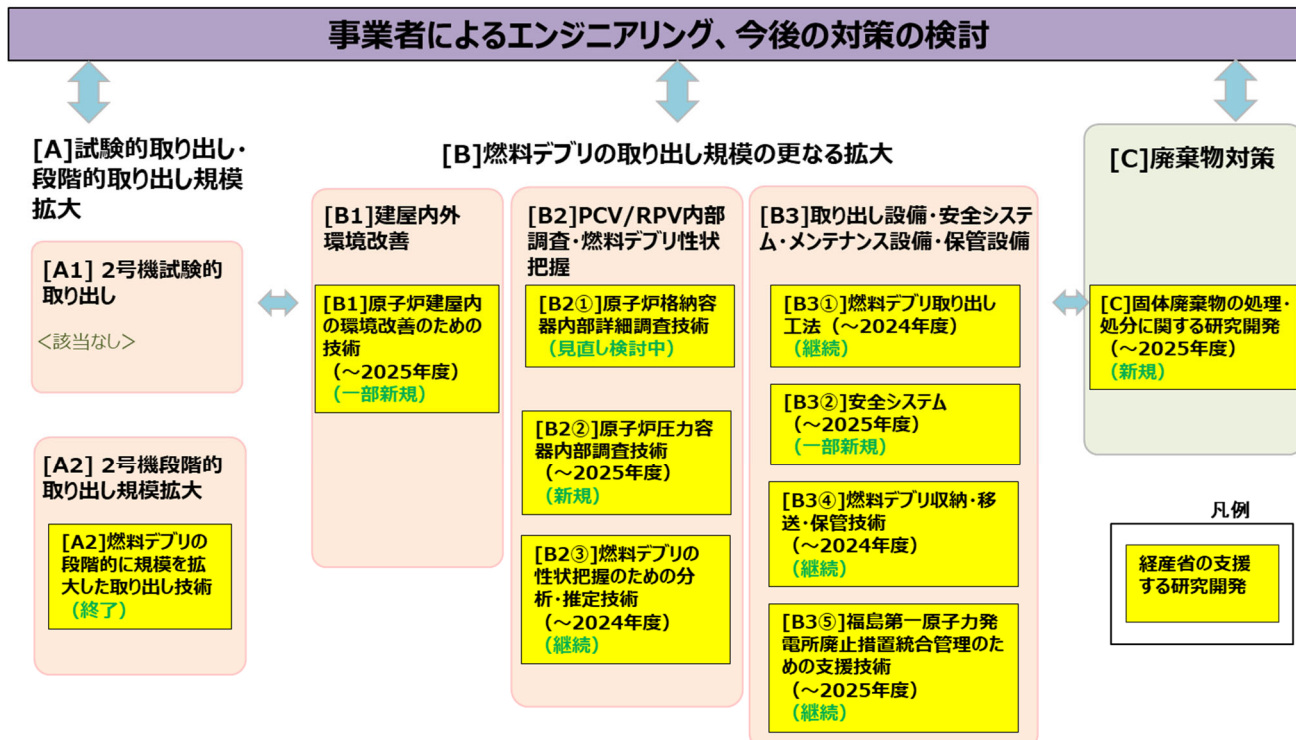 事業者によるエンジニアリング、今後の対策の検討
[A]試験的取り出し・
段階的取り出し規模
拡大
[A1] 2号機試験的
取り出し
＜該当なし＞
[A2] 2号機段階的
取り出し規模拡大
[A2]燃料デブリの
段階的に規模を拡
大した取り出し技術
（終了）
[B]燃料デブリの取り出し規模の更なる拡大
[B1]建屋内外
環境改善
[B1]原子炉建屋内
の環境改善のための
技術
（～2025年度）
（一部新規）
[B2]PCV/RPV内部
調査・燃料デブリ性状
把握
[B2①]原子炉格納容
器内部詳細調査技術
（見直し検討中）
[B2②]原子炉圧力容
器内部調査技術
（～2025年度）
（新規）
[B2③]燃料デブリの
性状把握のための分
析・推定技術
（～2024年度）
（継続）
[B3]取り出し設備・安全システ
ム・メンテナンス設備・保管設備
[B3①]燃料デブリ取り出し
工法（～2024年度）
（継続）
[B3②]安全システム
（～2025年度）
（一部新規）
[B3④]燃料デブリ収納・移
送・保管技術
（～2024年度）
（継続）
[B3⑤]福島第一原子力発
電所廃止措置統合管理のた
めの支援技術
（～2025年度）
（継続）
[C]廃棄物対策
[C]固体廃棄物の処理・
処分に関する研究開発
（～2025年度）
（新規）
凡例
経産省の支援
する研究開発